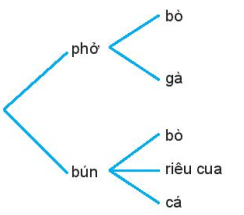 bò
phở
gà
bò
bún
riêu cua
cá